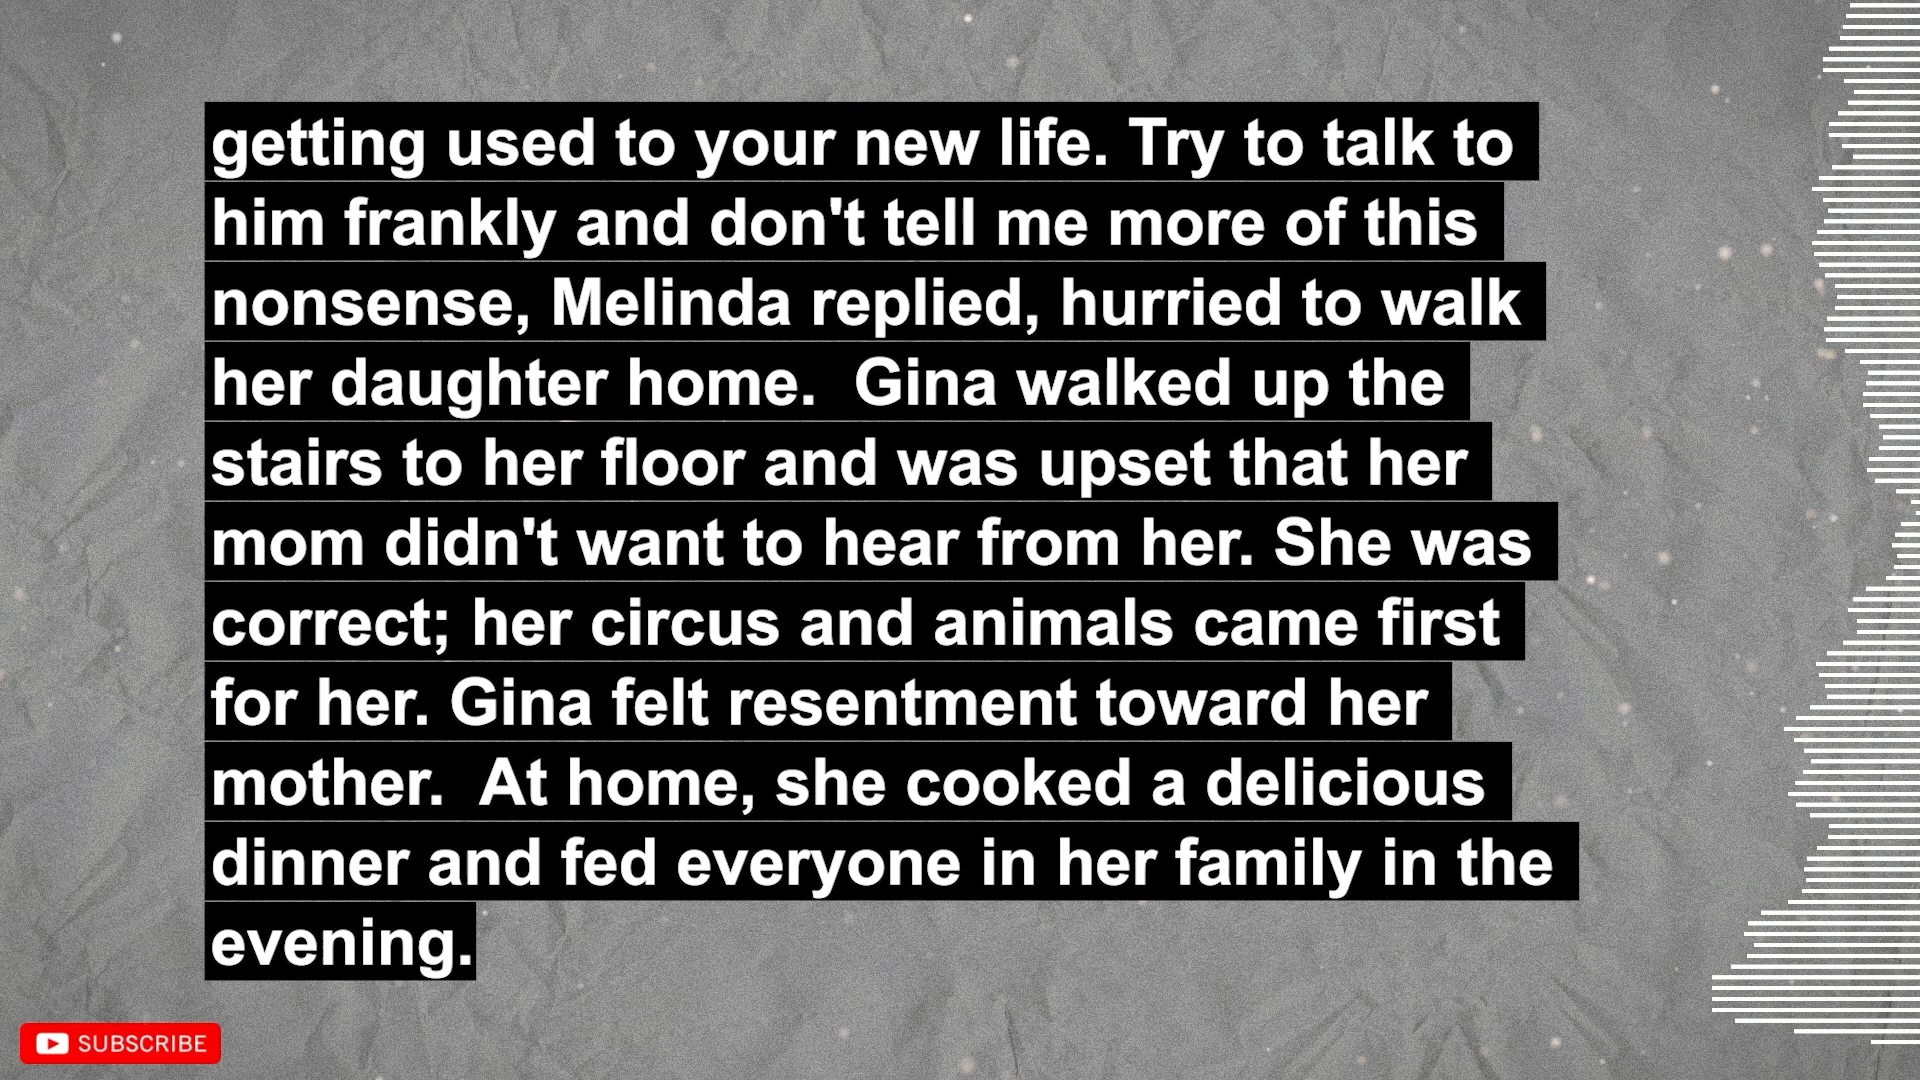 getting used to your new life. Try to talk to
him frankly and don't tell me more of this
nonsense, Melinda replied, hurried to walk
her daughter home.  Gina walked up the
stairs to her floor and was upset that her
mom didn't want to hear from her. She was
correct; her circus and animals came first
for her. Gina felt resentment toward her
mother.  At home, she cooked a delicious
dinner and fed everyone in her family in the
evening.
SUBSCRIBE